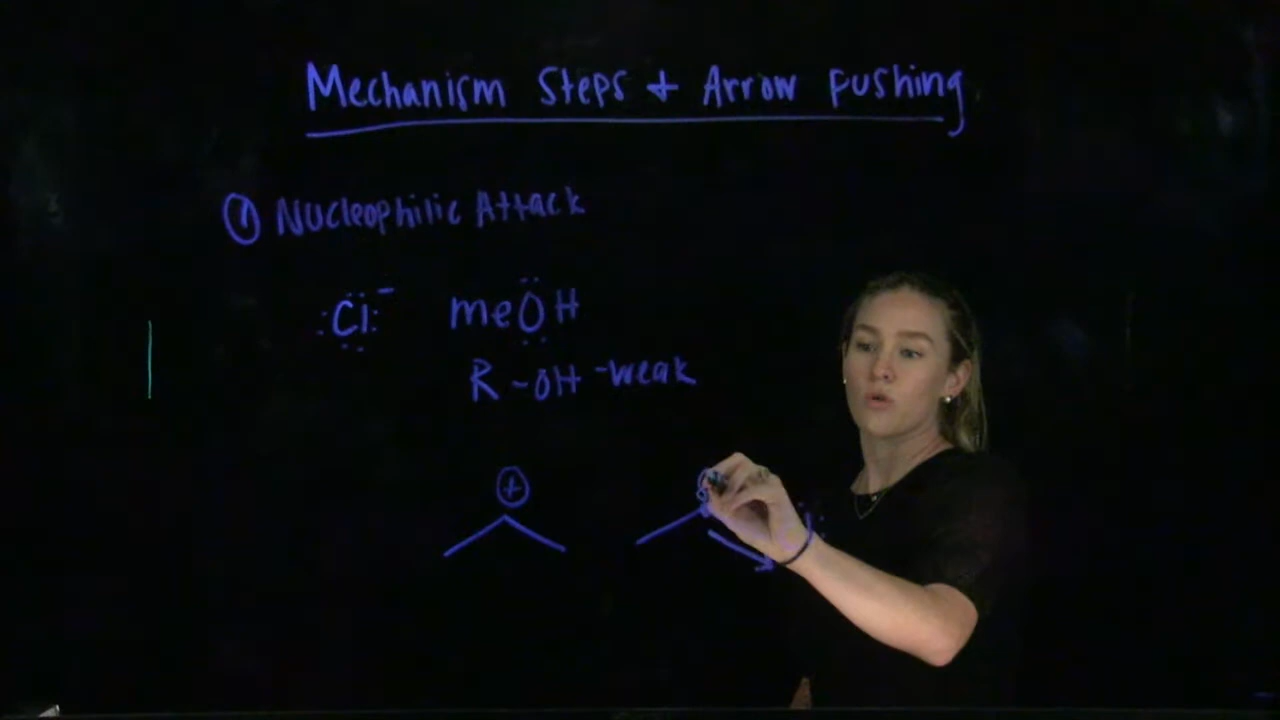 Mechanism Steps + Arrow pushing
① Nucleophilic Attack
:Cl:⁻ meOH
R-OH -weak
⊕